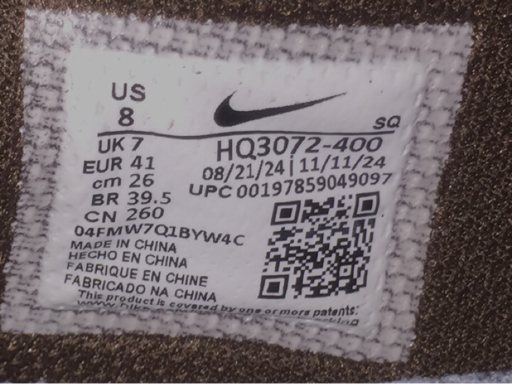 US
8
SQ
UK 7
EUR 41
cm 26
BR 39.5
CN 260
HQ3072-400
08/21/24 | 11/11/24
UPC 00197859049097
04FMW7Q1BYW4C
MADE IN CHINA
HECHO EN CHINA
FABRIQUE EN CHINE
FABRICADO NA CHINA
This product is covered by one or more patents: